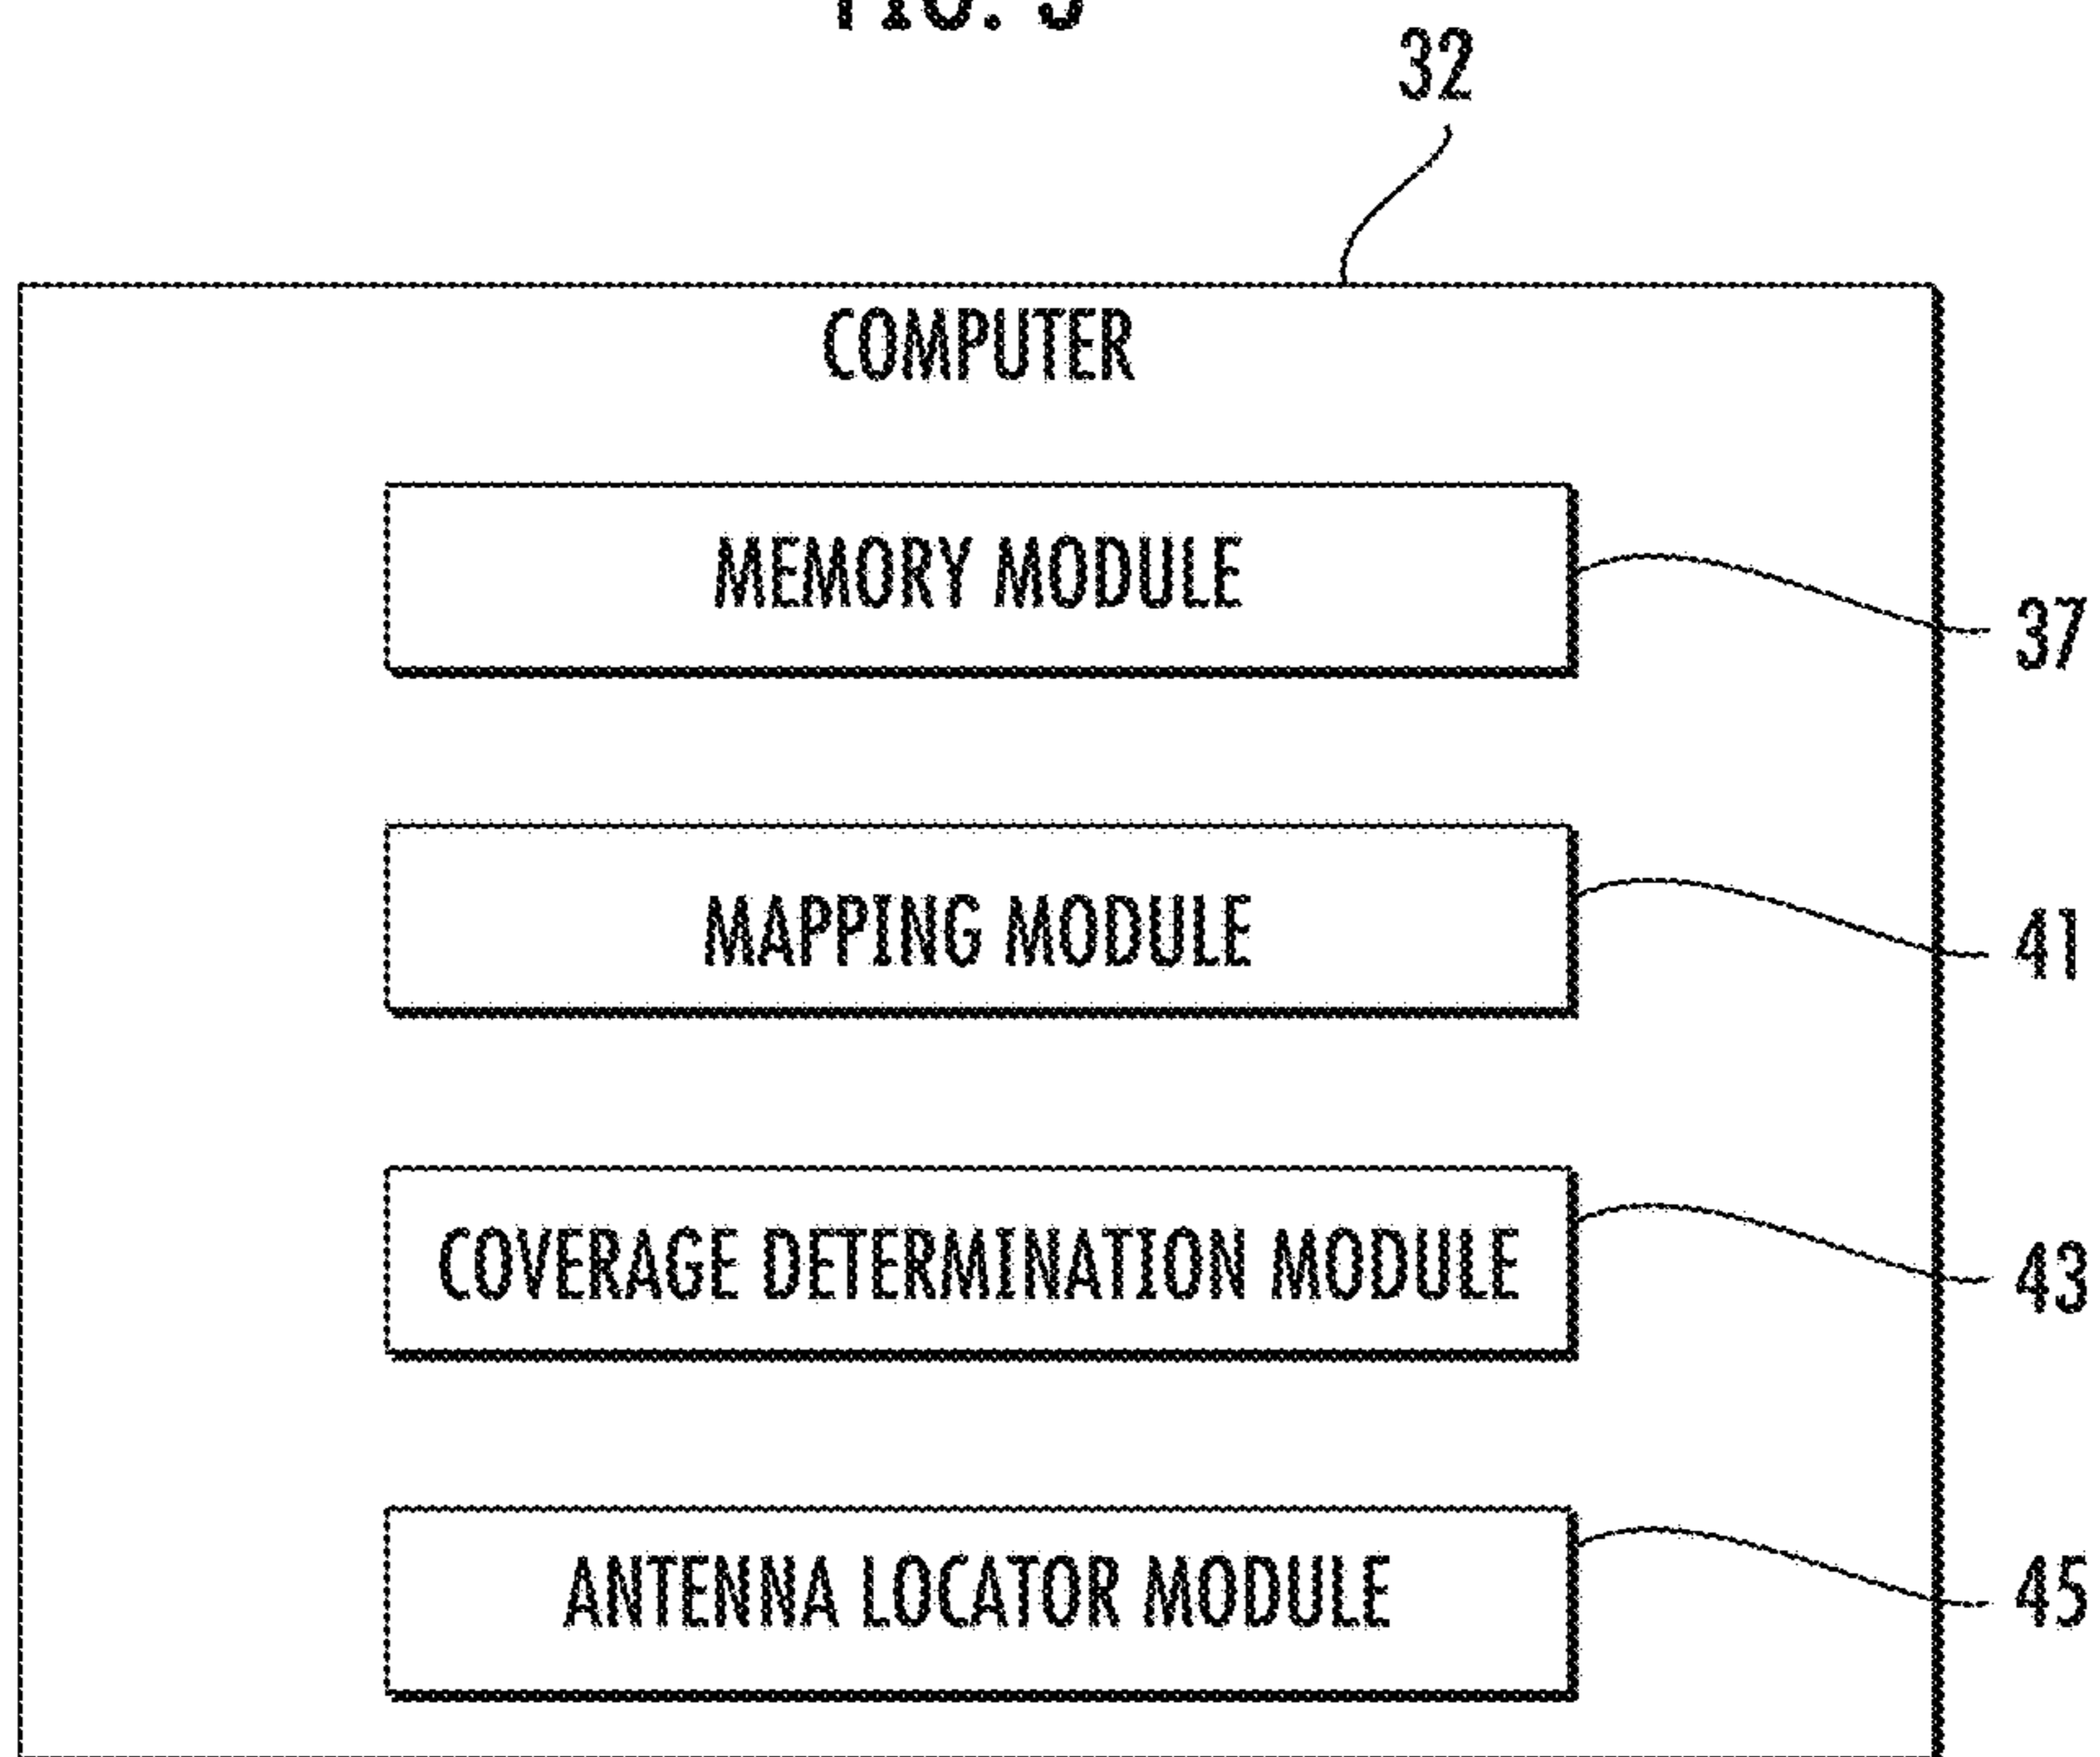 32
COMPUTER
MEMORY MODULE
37
MAPPING MODULE
41
COVERAGE DETERMINATION MODULE
43
ANTENNA LOCATOR MODULE
45